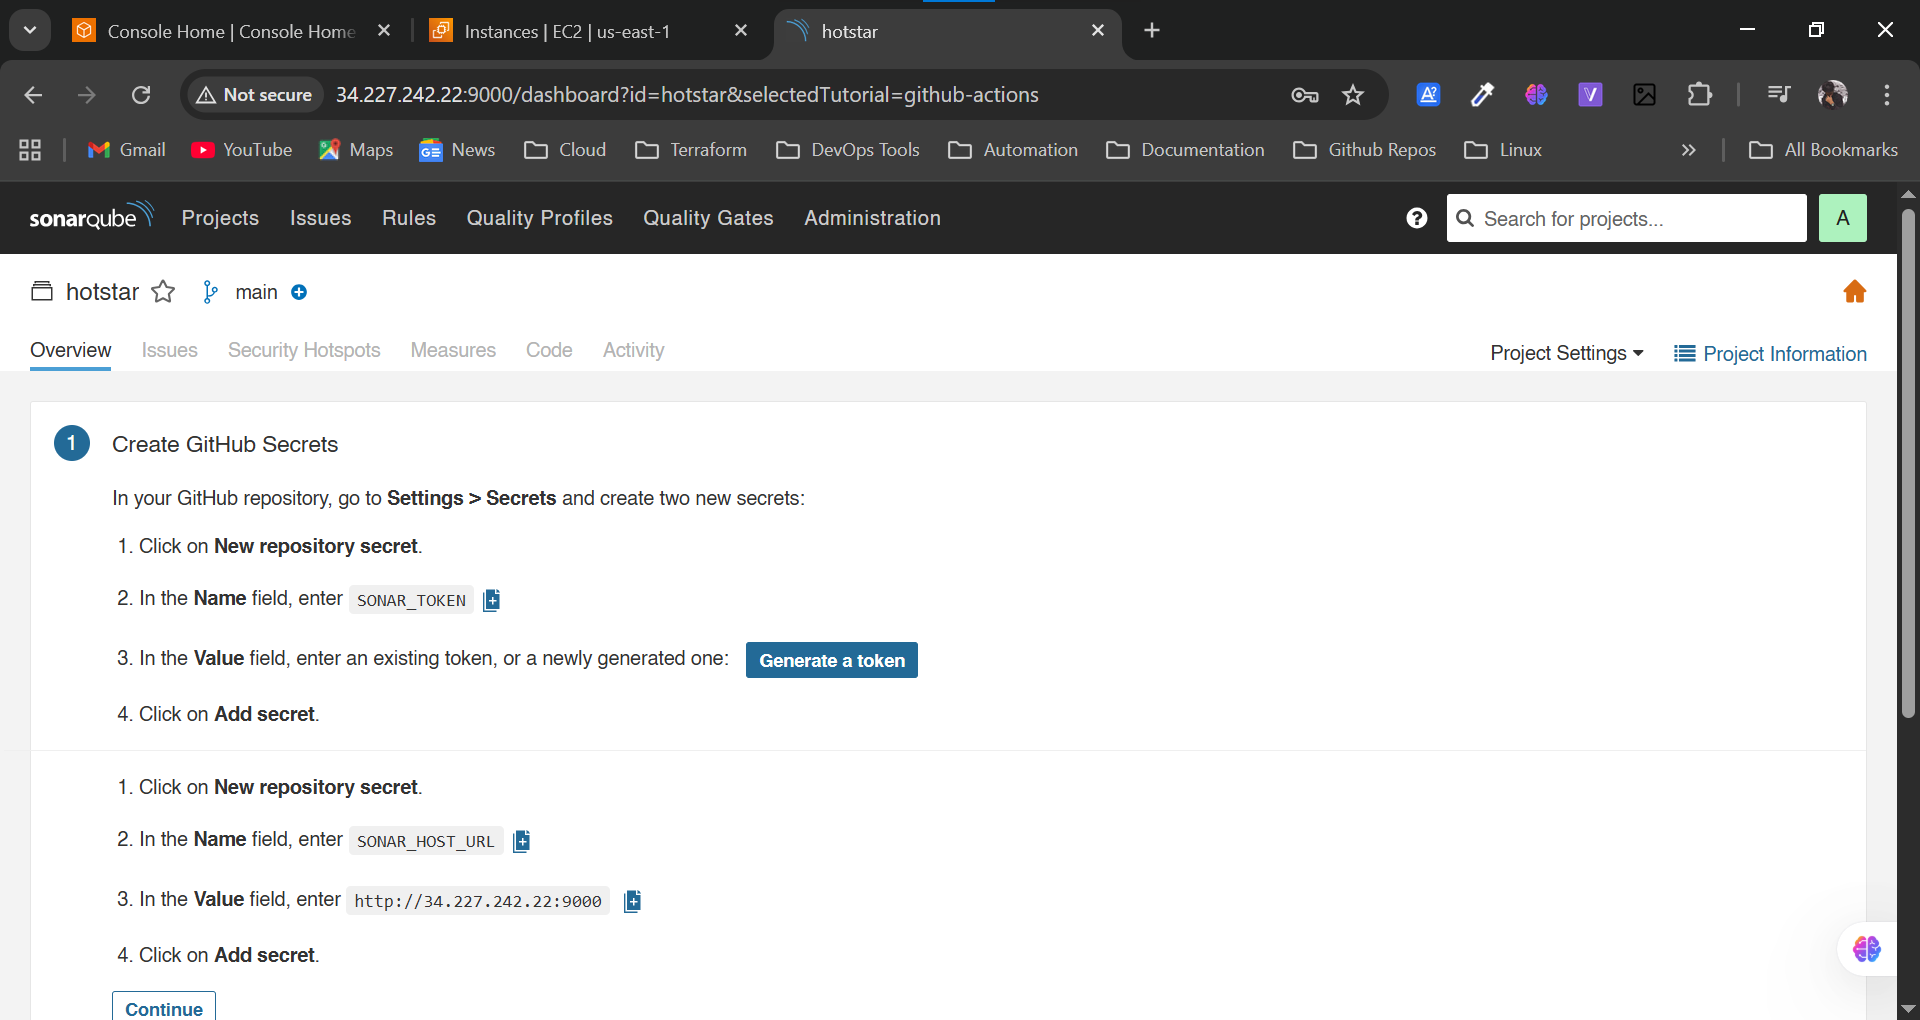 Console Home | Console Home
Instances | EC2 | us-east-1
hotstar
Not secure
34.227.242.22:9000/dashboard?id=hotstar&selectedTutorial=github-actions
Gmail
YouTube
Maps
News
Cloud
Terraform
DevOps Tools
Automation
Documentation
Github Repos
Linux
All Bookmarks
sonarqube
Projects
Issues
Rules
Quality Profiles
Quality Gates
Administration
Search for projects...
A
hotstar
main
Overview
Issues
Security Hotspots
Measures
Code
Activity
Project Settings
Project Information
1
Create GitHub Secrets
In your GitHub repository, go to Settings > Secrets and create two new secrets:
1. Click on New repository secret.
2. In the Name field, enter SONAR_TOKEN
3. In the Value field, enter an existing token, or a newly generated one: Generate a token
4. Click on Add secret.
1. Click on New repository secret.
2. In the Name field, enter SONAR_HOST_URL
3. In the Value field, enter http://34.227.242.22:9000
4. Click on Add secret.
Continue